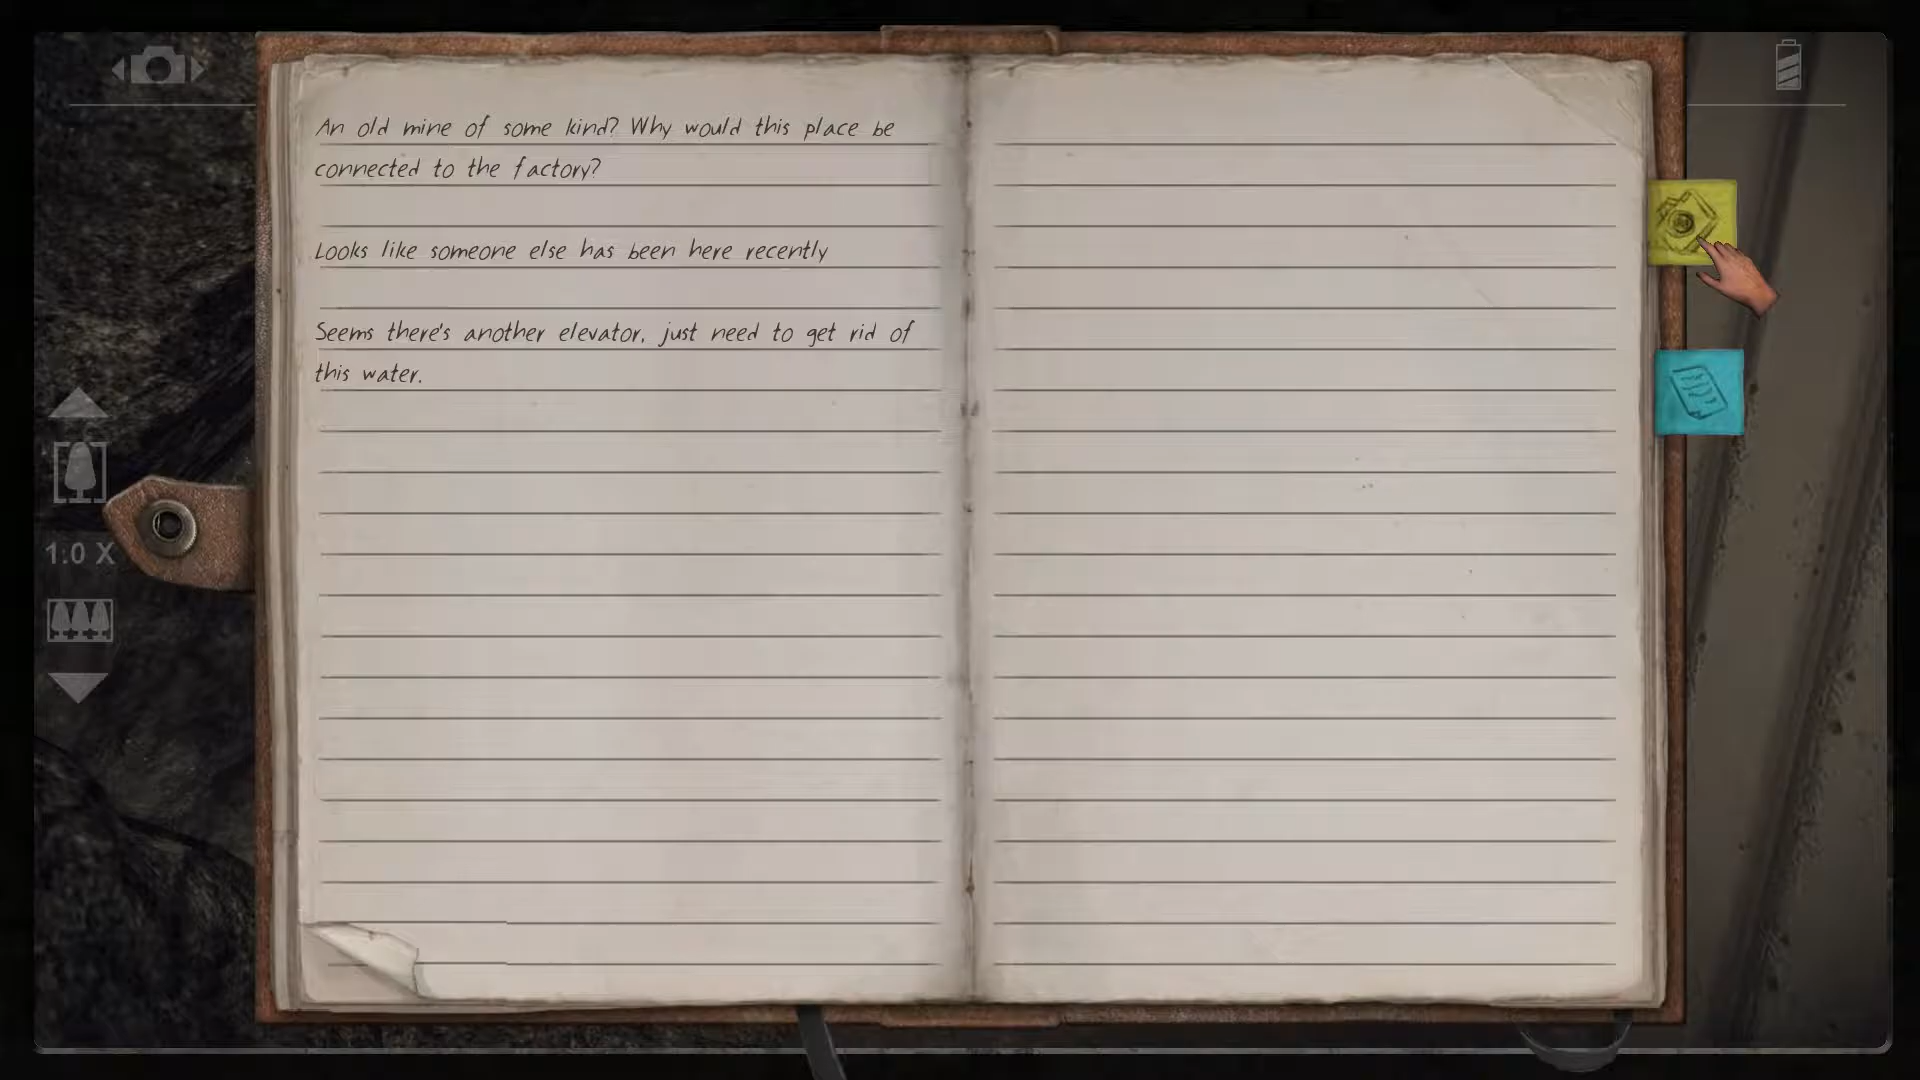 An old mine of some kind? Why would this place be
connected to the factory?
Looks like someone else has been here recently
Seems there's another elevator, just need to get rid of
this water.
1.0 X